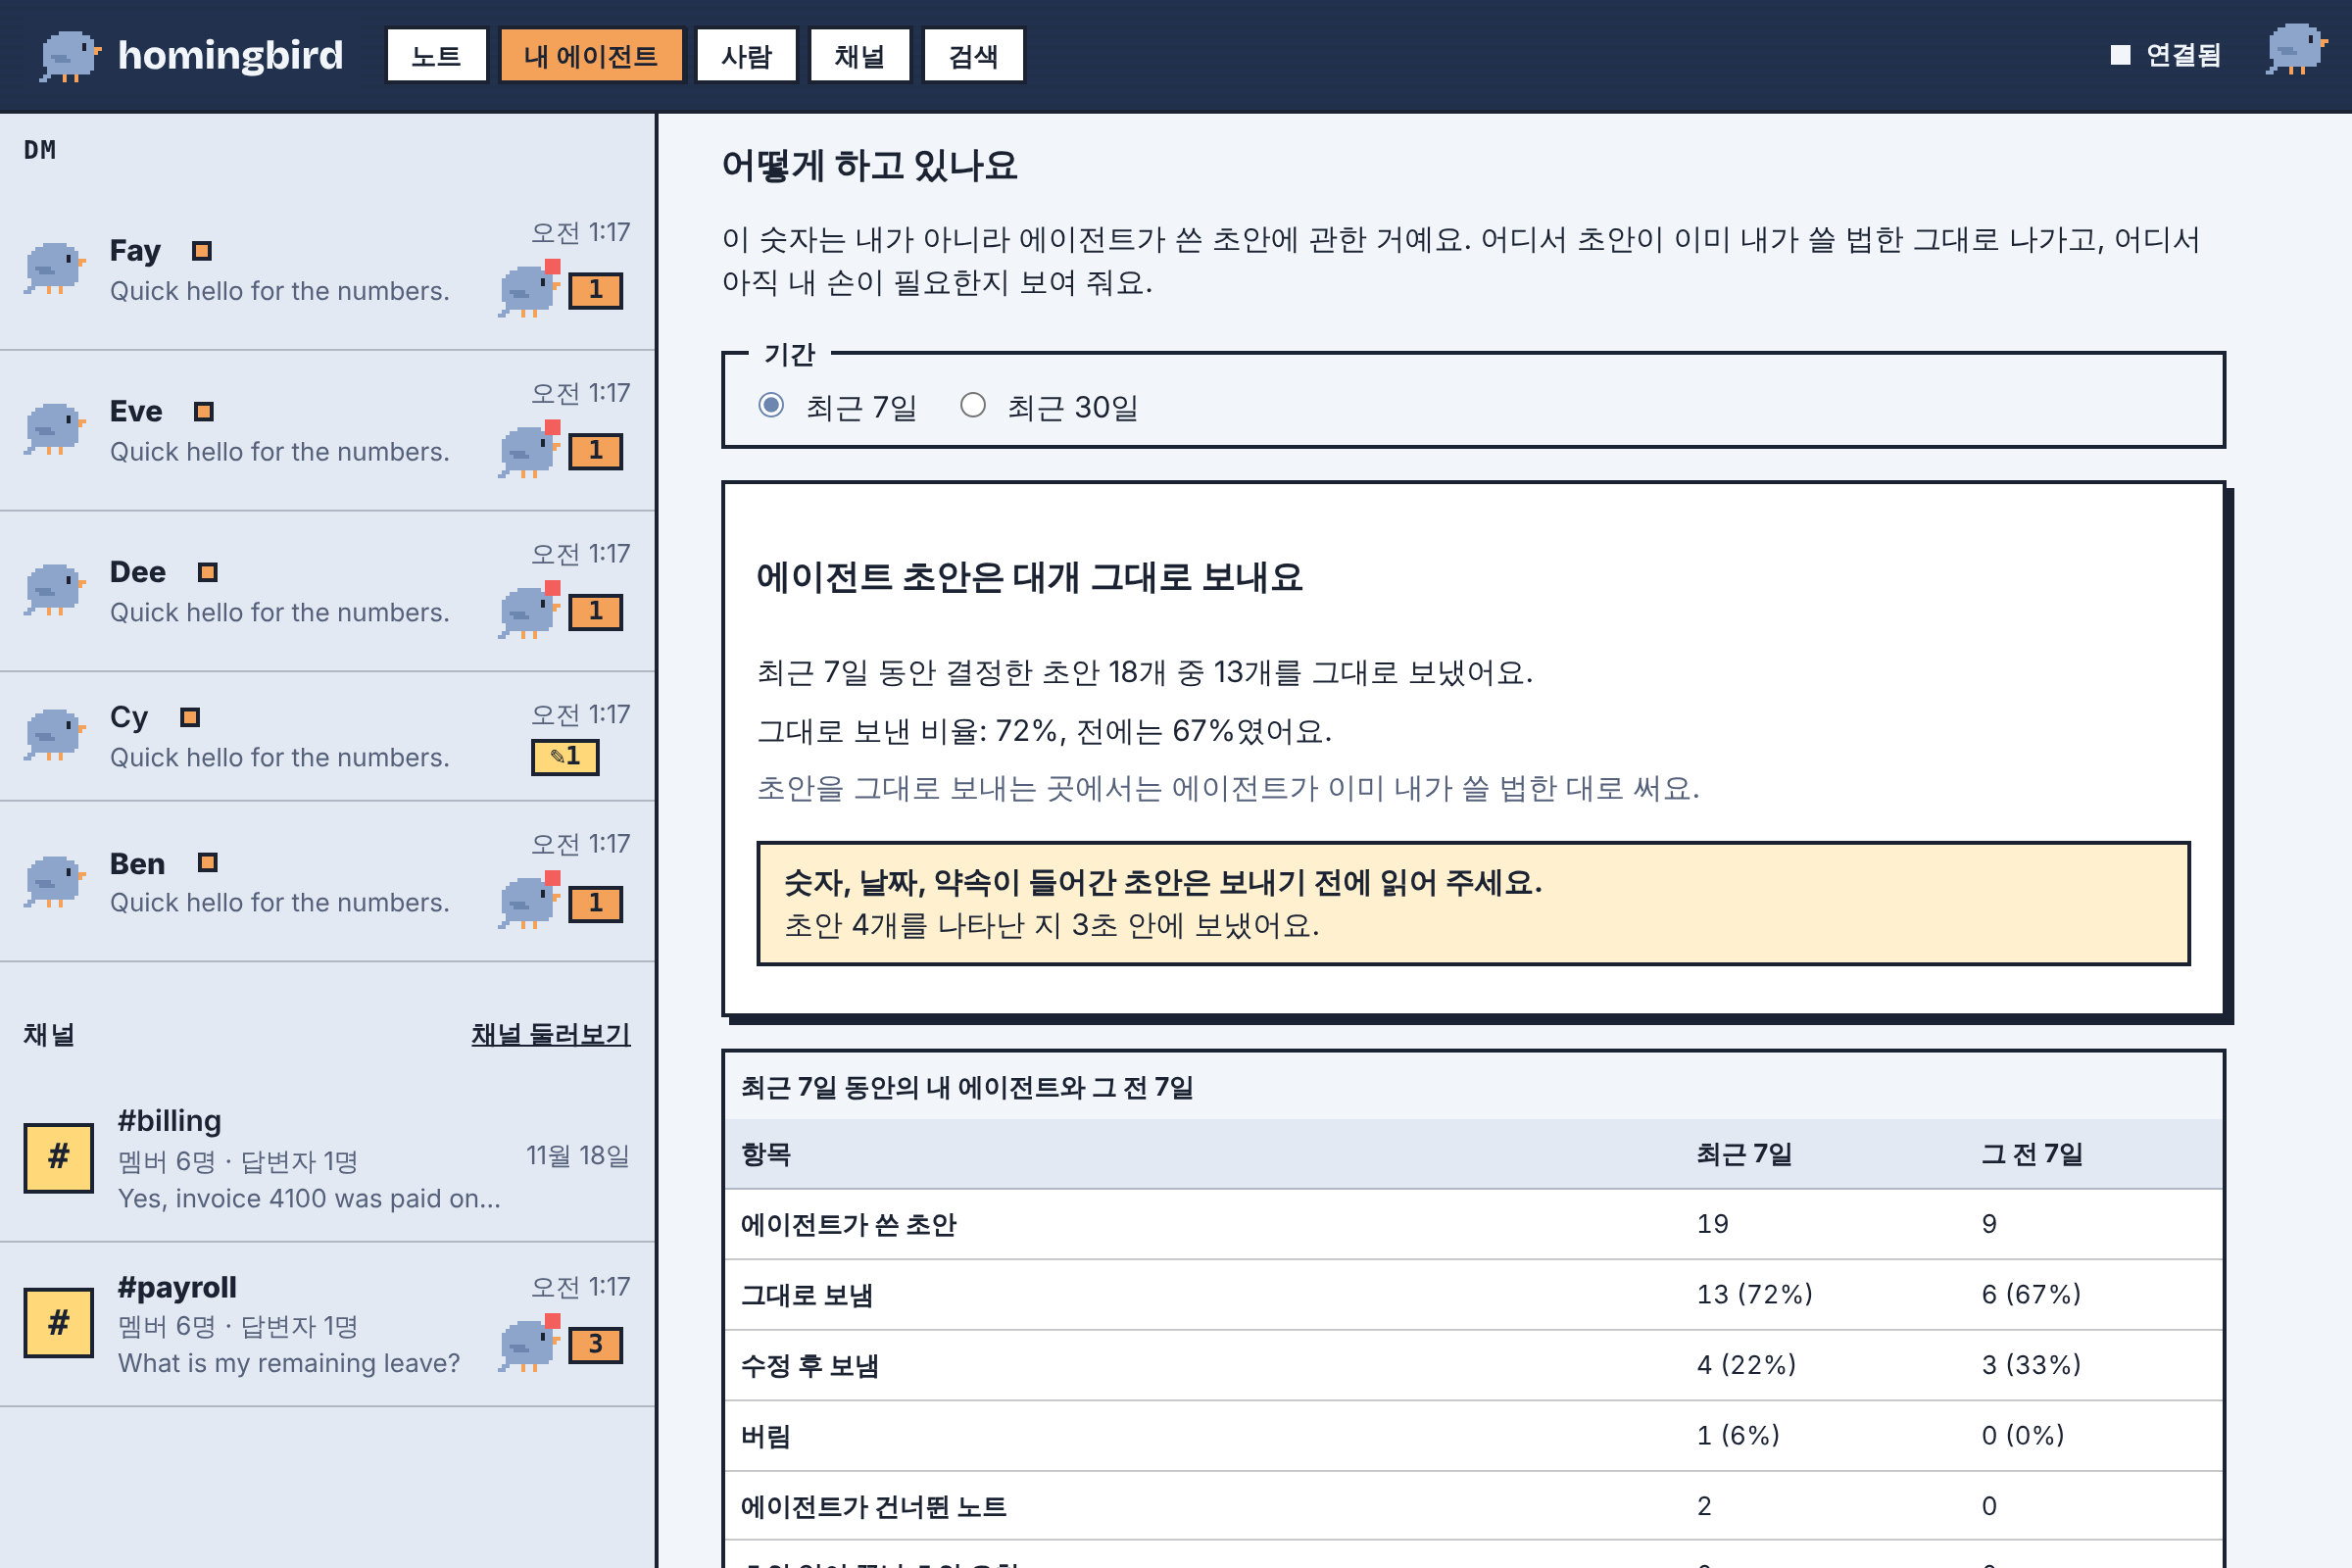 homingbird
노트
내 에이전트
사람
채널
검색
연결됨
DM
Fay
오전 1:17
Quick hello for the numbers.
1
Eve
오전 1:17
Quick hello for the numbers.
1
Dee
오전 1:17
Quick hello for the numbers.
1
Cy
오전 1:17
Quick hello for the numbers.
✎1
Ben
오전 1:17
Quick hello for the numbers.
1
채널
채널 둘러보기
#
#billing
멤버 6명 · 답변자 1명
11월 18일
Yes, invoice 4100 was paid on...
#
#payroll
오전 1:17
멤버 6명 · 답변자 1명
What is my remaining leave?
3
어떻게 하고 있나요
이 숫자는 내가 아니라 에이전트가 쓴 초안에 관한 거예요. 어디서 초안이 이미 내가 쓸 법한 그대로 나가고, 어디서
아직 내 손이 필요한지 보여 줘요.
기간
최근 7일
최근 30일
에이전트 초안은 대개 그대로 보내요
최근 7일 동안 결정한 초안 18개 중 13개를 그대로 보냈어요.
그대로 보낸 비율: 72%, 전에는 67%였어요.
초안을 그대로 보내는 곳에서는 에이전트가 이미 내가 쓸 법한 대로 써요.
숫자, 날짜, 약속이 들어간 초안은 보내기 전에 읽어 주세요.
초안 4개를 나타난 지 3초 안에 보냈어요.
최근 7일 동안의 내 에이전트와 그 전 7일
항목 최근 7일 그 전 7일
에이전트가 쓴 초안 19 9
그대로 보냄 13 (72%) 6 (67%)
수정 후 보냄 4 (22%) 3 (33%)
버림 1 (6%) 0 (0%)
에이전트가 건너뛴 노트 2 0